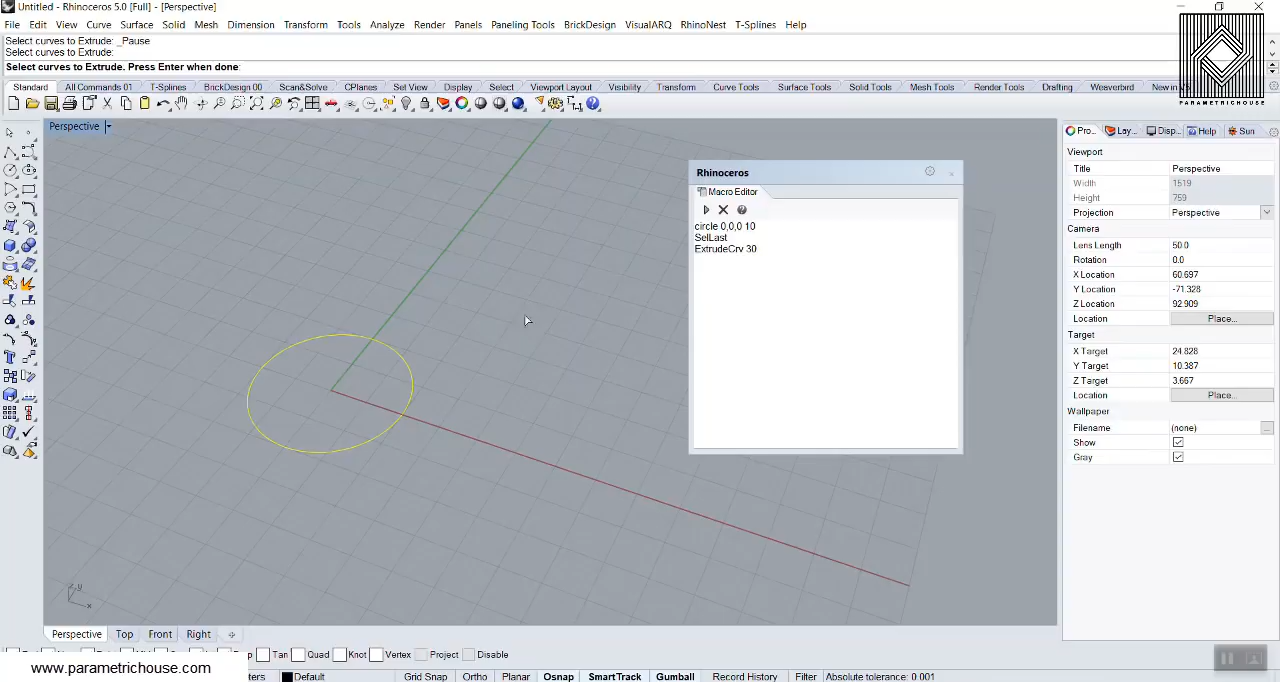 Untitled - Rhinoceros 5.0 [Full] - [Perspective]
File Edit View Curve Surface Solid Mesh Dimension Transform Tools Analyze Render Panels Paneling Tools BrickDesign VisualARQ RhinoNest T-Splines Help
Select curves to Extrude: _Pause
Select curves to Extrude:
Select curves to Extrude. Press Enter when done:
Standard All Commands 01 T-Splines BrickDesign 00 Scan&Solve CPlanes Set View Display Select Viewport Layout Visibility Transform Curve Tools Surface Tools Solid Tools Mesh Tools Render Tools Drafting Weaverbird New in V
PARAMETRICHOUSE
Perspective
Pro... Lay... Disp... Help Sun
Viewport
Title Perspective
Width 1519
Height 759
Projection Perspective
Camera
Lens Length 50.0
Rotation 0.0
X Location 60.697
Y Location -71.328
Z Location 92.909
Location Place...
Target
X Target 24.828
Y Target 10.387
Z Target 3.667
Location Place...
Wallpaper
Filename (none) ...
Show
Gray
Rhinoceros
Macro Editor
circle 0,0,0 10
SelLast
ExtrudeCrv 30
z y
x
Perspective Top Front Right
Tan Quad Knot Vertex Project Disable
www.parametrichouse.com
Default Grid Snap Ortho Planar Osnap SmartTrack Gumball Record History Filter Absolute tolerance: 0.001